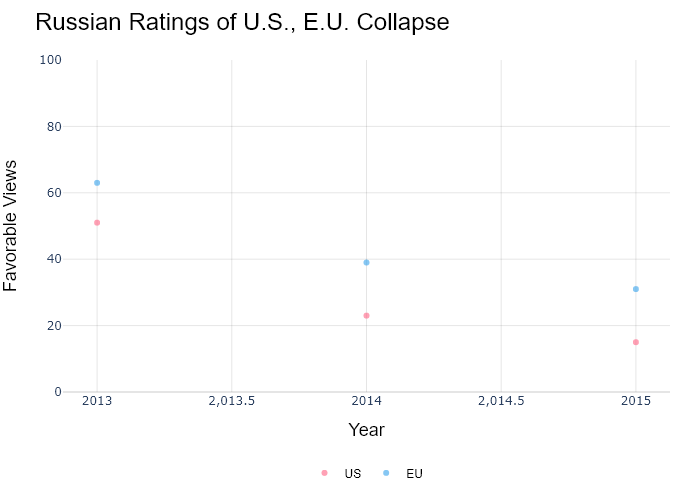 Russian Ratings of U.S., E.U. Collapse
100
80
60
40
20
0
Favorable Views
2013
2,013.5
2014
2,014.5
2015
Year
US
EU